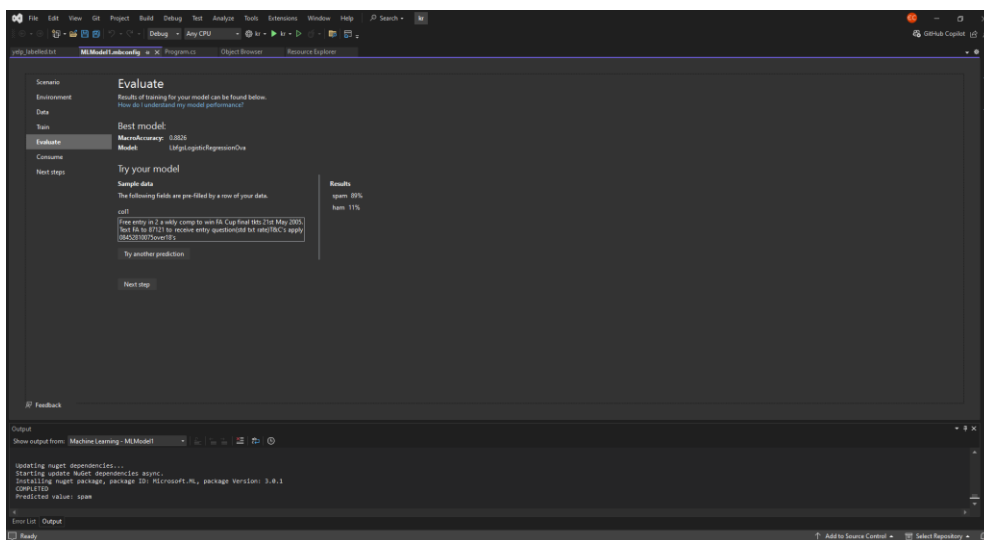 File Edit View Git Project Build Debug Test Analyze Tools Extensions Window Help Search kr
Debug Any CPU kr kr GitHub Copilot
yelp_labelled.txt MLModel1.mbconfig Program.cs Object Browser Resource Explorer
Scenario
Environment
Data
Train
Evaluate
Consume
Next steps
Evaluate
Results of training for your model can be found below.
How do I understand my model performance?
Best model:
MacroAccuracy: 0.8826
Model: LbfgsLogisticRegressionOva
Try your model
Sample data
The following fields are pre-filled by a row of your data.
col1
Free entry in 2 a wkly comp to win FA Cup final tkts 21st May 2005.
Text FA to 87121 to receive entry question(std txt rate)T&C's apply
08452810075over18's
Try another prediction
Next step
Results
spam 89%
ham 11%
Feedback
Output
Show output from: Machine Learning - MLModel1
Updating nuget dependencies...
Starting update NuGet dependencies async.
Installing nuget package, package ID: Microsoft.ML, package Version: 3.0.1
COMPLETED
Predicted value: spam
Error List Output
Ready Add to Source Control Select Repository